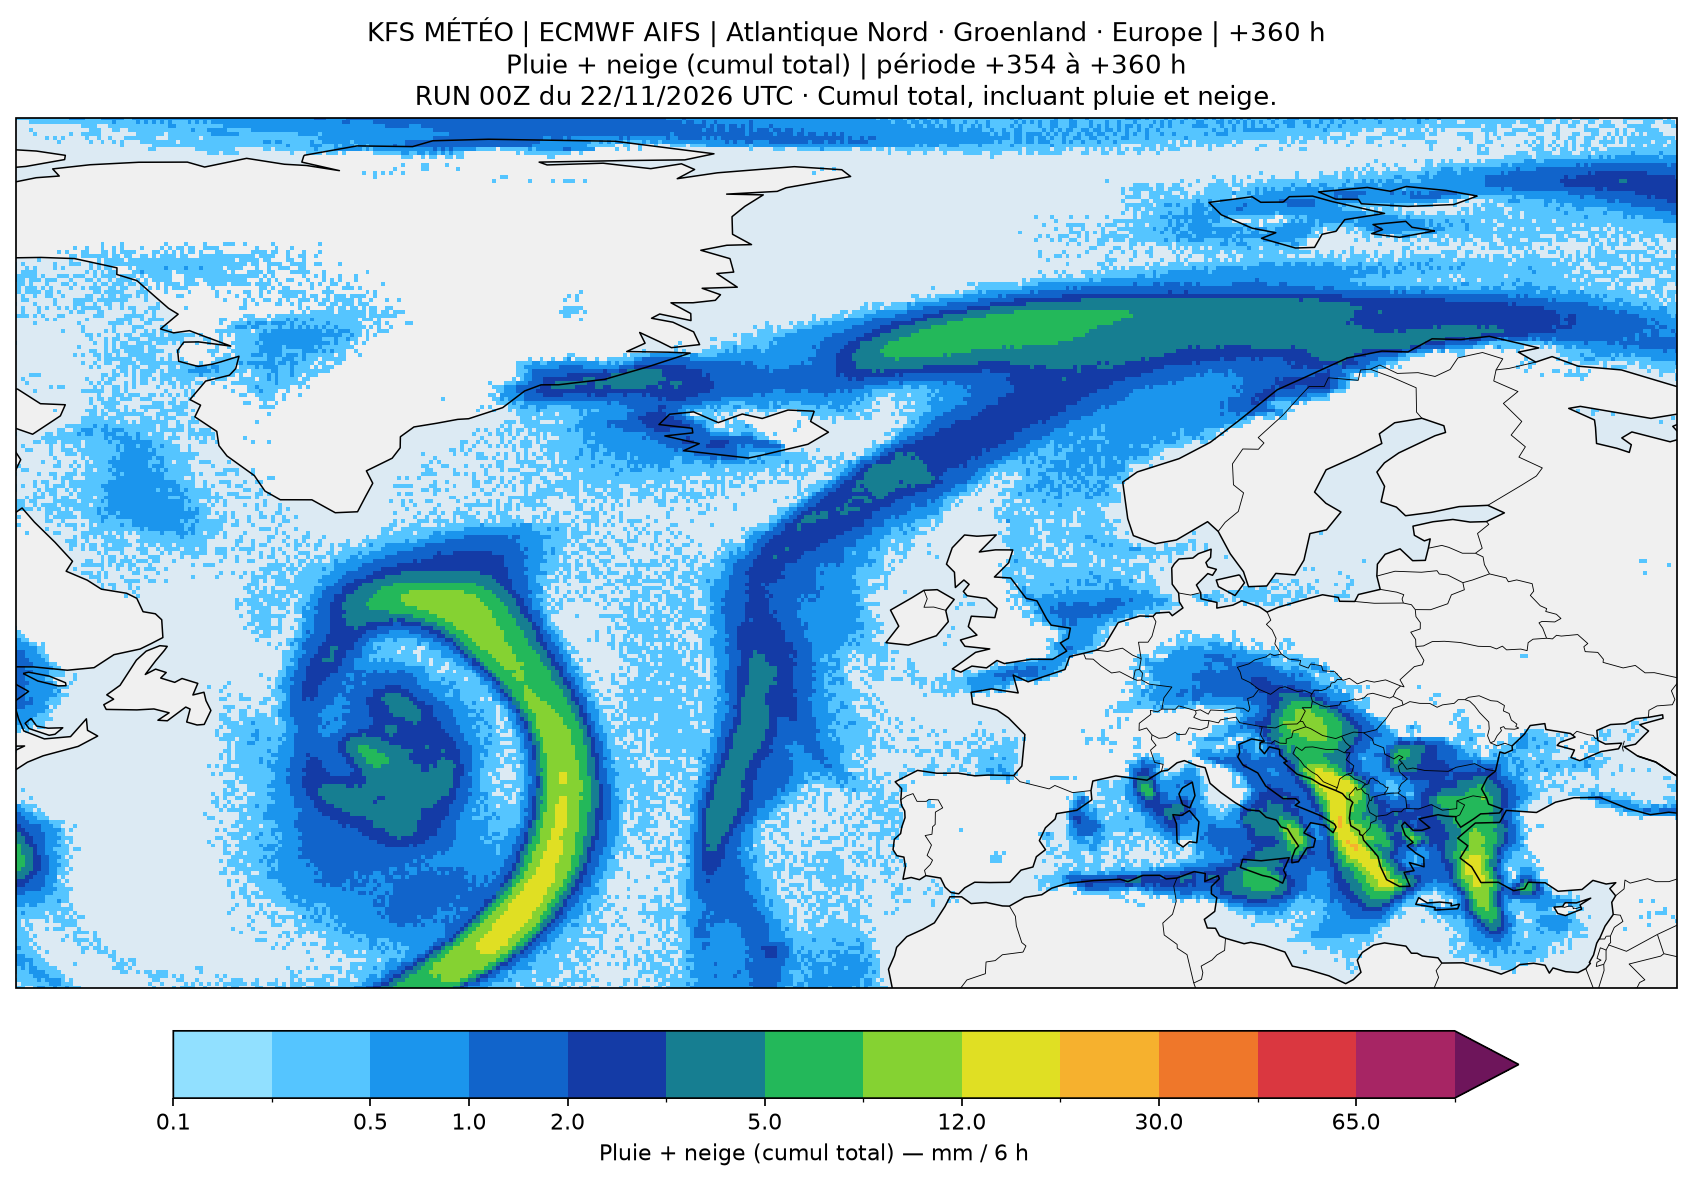 KFS MÉTÉO | ECMWF AIFS | Atlantique Nord · Groenland · Europe | +360 h
Pluie + neige (cumul total) | période +354 à +360 h
RUN 00Z du 22/11/2026 UTC · Cumul total, incluant pluie et neige.
0.1 0.5 1.0 2.0 5.0 12.0 30.0 65.0
Pluie + neige (cumul total) — mm / 6 h